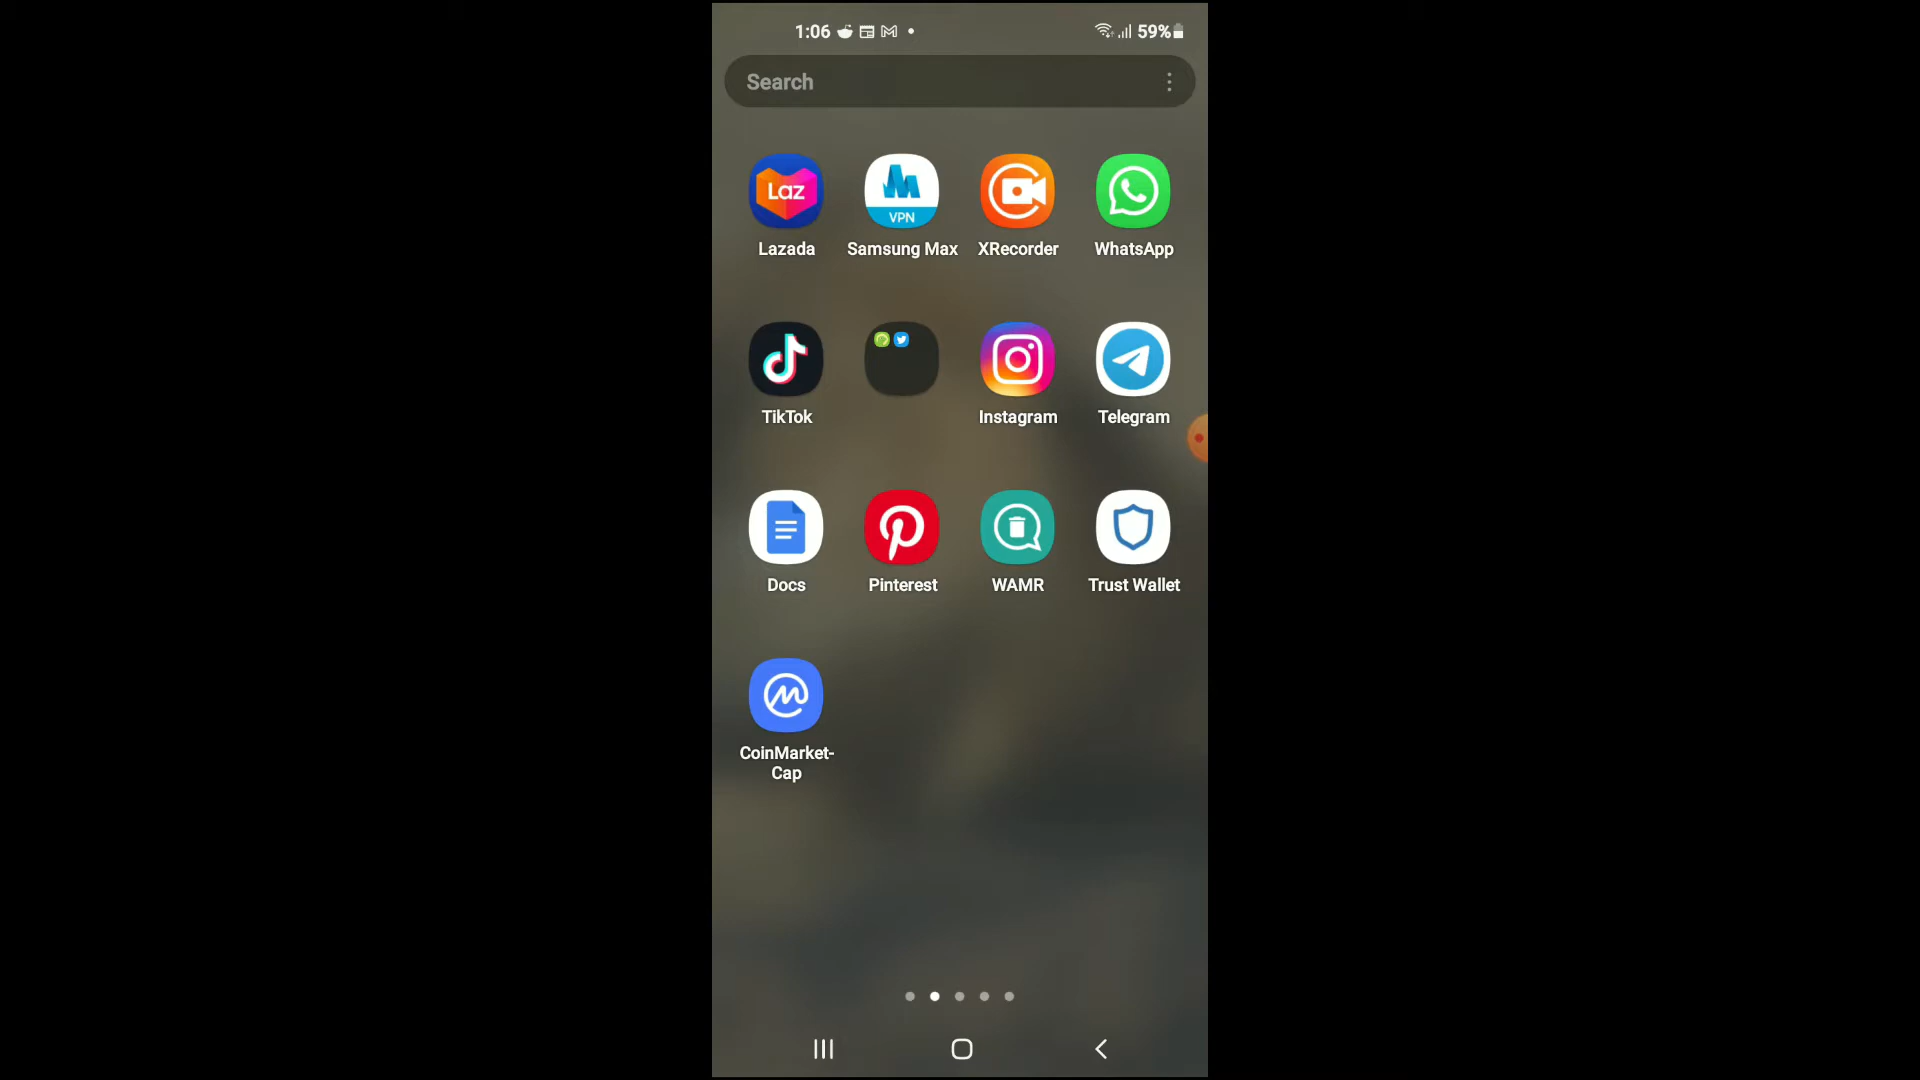 1:06 59%
Search
Laz
VPN
Lazada Samsung Max XRecorder WhatsApp
TikTok Instagram Telegram
Docs Pinterest WAMR Trust Wallet
CoinMarket-
Cap